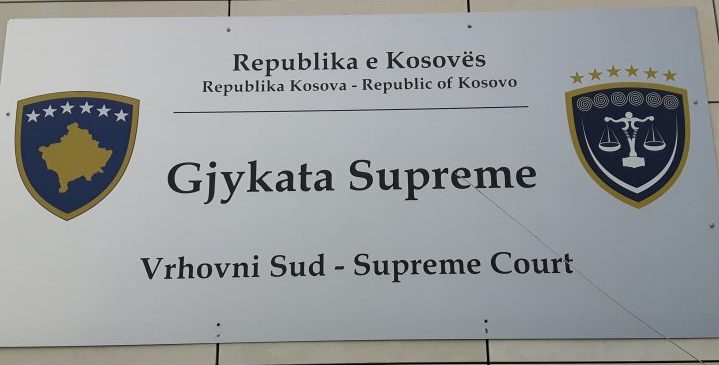 Republika e Kosovës
Republika Kosova - Republic of Kosovo
Gjykata Supreme
Vrhovni Sud - Supreme Court